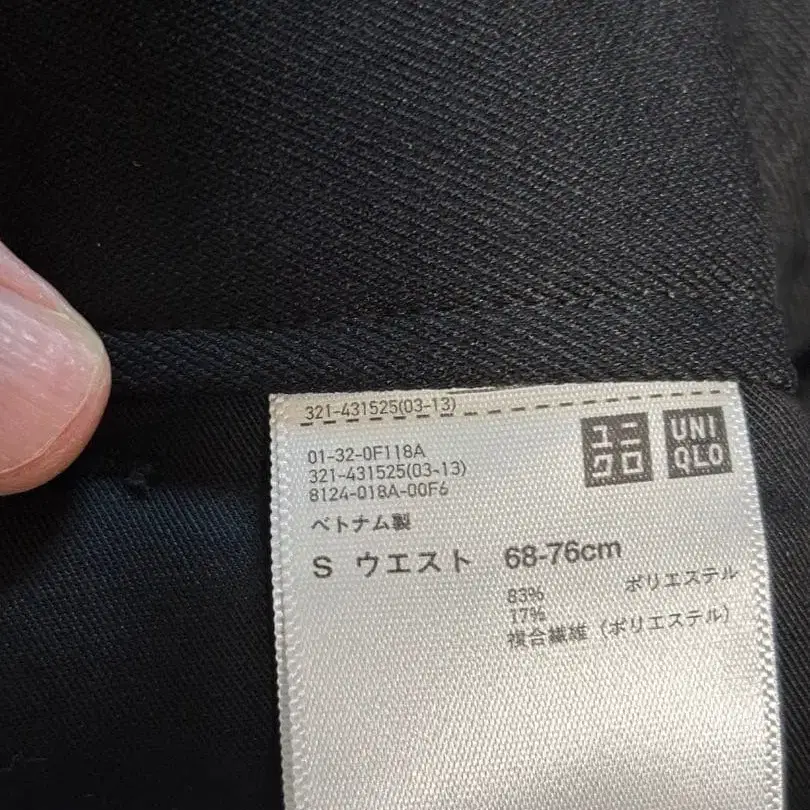 321-431525(03-13)
ユニクロ
UNIQLO
01-32-0F118A
321-431525(03-13)
8124-018A-00F6
ベトナム製
S ウエスト 68-76cm
83% ポリエステル
17%
複合繊維（ポリエステル）